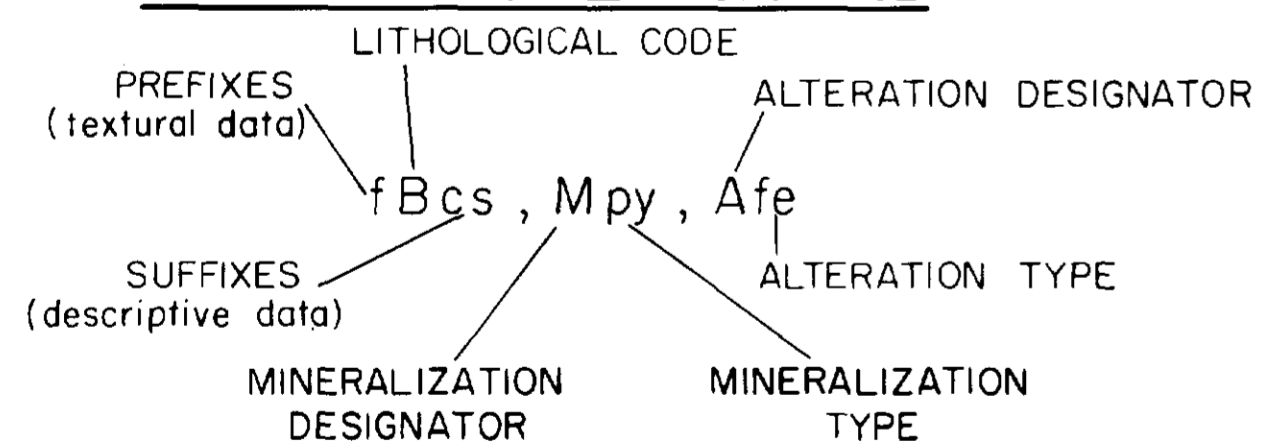 LITHOLOGICAL CODE
PREFIXES
(textural data)
ALTERATION DESIGNATOR
fBcs , Mpy , Afe
SUFFIXES
(descriptive data)
ALTERATION TYPE
MINERALIZATION
DESIGNATOR
MINERALIZATION
TYPE